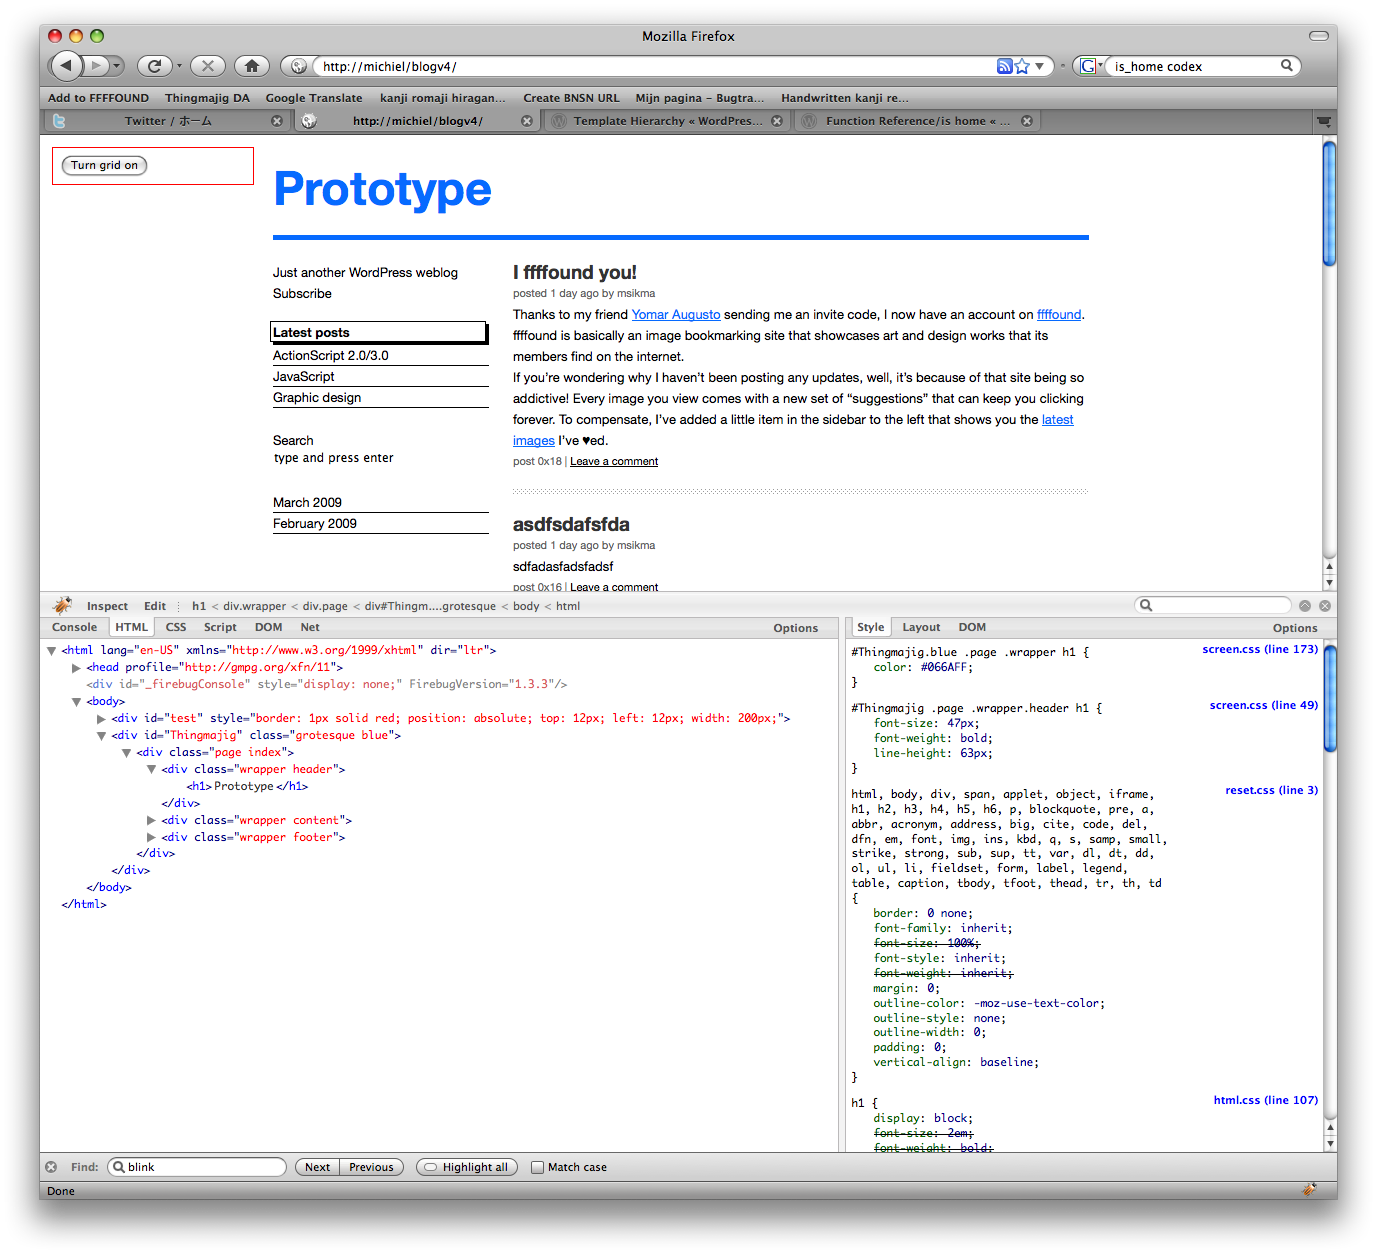 Mozilla Firefox
http://michiel/blogv4/
is_home codex
Add to FFFFOUND Thingmajig DA Google Translate kanji romaji hiragan... Create BNSN URL Mijn pagina – Bugtra... Handwritten kanji re...
Twitter / ホーム http://michiel/blogv4/ Template Hierarchy « WordPres... Function Reference/is home « ...
Turn grid on
Prototype
Just another WordPress weblog
Subscribe
Latest posts
ActionScript 2.0/3.0
JavaScript
Graphic design
Search
type and press enter
March 2009
February 2009
I ffffound you!
posted 1 day ago by msikma
Thanks to my friend Yomar Augusto sending me an invite code, I now have an account on ffffound.
ffffound is basically an image bookmarking site that showcases art and design works that its
members find on the internet.
If you’re wondering why I haven’t been posting any updates, well, it’s because of that site being so
addictive! Every image you view comes with a new set of “suggestions” that can keep you clicking
forever. To compensate, I’ve added a little item in the sidebar to the left that shows you the latest
images I’ve ♥ed.
post 0x18 | Leave a comment
asdfsdafsfda
posted 1 day ago by msikma
sdfadasfadsfadsf
post 0x16 | Leave a comment
Inspect Edit h1 < div.wrapper < div.page < div#Thingm....grotesque < body < html
Console HTML CSS Script DOM Net Options
<html lang="en-US" xmlns="http://www.w3.org/1999/xhtml" dir="ltr">
<head profile="http://gmpg.org/xfn/11">
<div id="_firebugConsole" style="display: none;" FirebugVersion="1.3.3"/>
<body>
<div id="test" style="border: 1px solid red; position: absolute; top: 12px; left: 12px; width: 200px;">
<div id="Thingmajig" class="grotesque blue">
<div class="page index">
<div class="wrapper header">
<h1>Prototype</h1>
</div>
<div class="wrapper content">
<div class="wrapper footer">
</div>
</div>
</body>
</html>
Style Layout DOM Options
#Thingmajig.blue .page .wrapper h1 { screen.css (line 173)
color: #066AFF;
}
#Thingmajig .page .wrapper.header h1 { screen.css (line 49)
font-size: 47px;
font-weight: bold;
line-height: 63px;
}
html, body, div, span, applet, object, iframe, reset.css (line 3)
h1, h2, h3, h4, h5, h6, p, blockquote, pre, a,
abbr, acronym, address, big, cite, code, del,
dfn, em, font, img, ins, kbd, q, s, samp, small,
strike, strong, sub, sup, tt, var, dl, dt, dd,
ol, ul, li, fieldset, form, label, legend,
table, caption, tbody, tfoot, thead, tr, th, td
{
border: 0 none;
font-family: inherit;
font-size: 100%;
font-style: inherit;
font-weight: inherit;
margin: 0;
outline-color: -moz-use-text-color;
outline-style: none;
outline-width: 0;
padding: 0;
vertical-align: baseline;
}
h1 { html.css (line 107)
display: block;
font-size: 2em;
font-weight: bold;
Find: blink Next Previous Highlight all Match case
Done